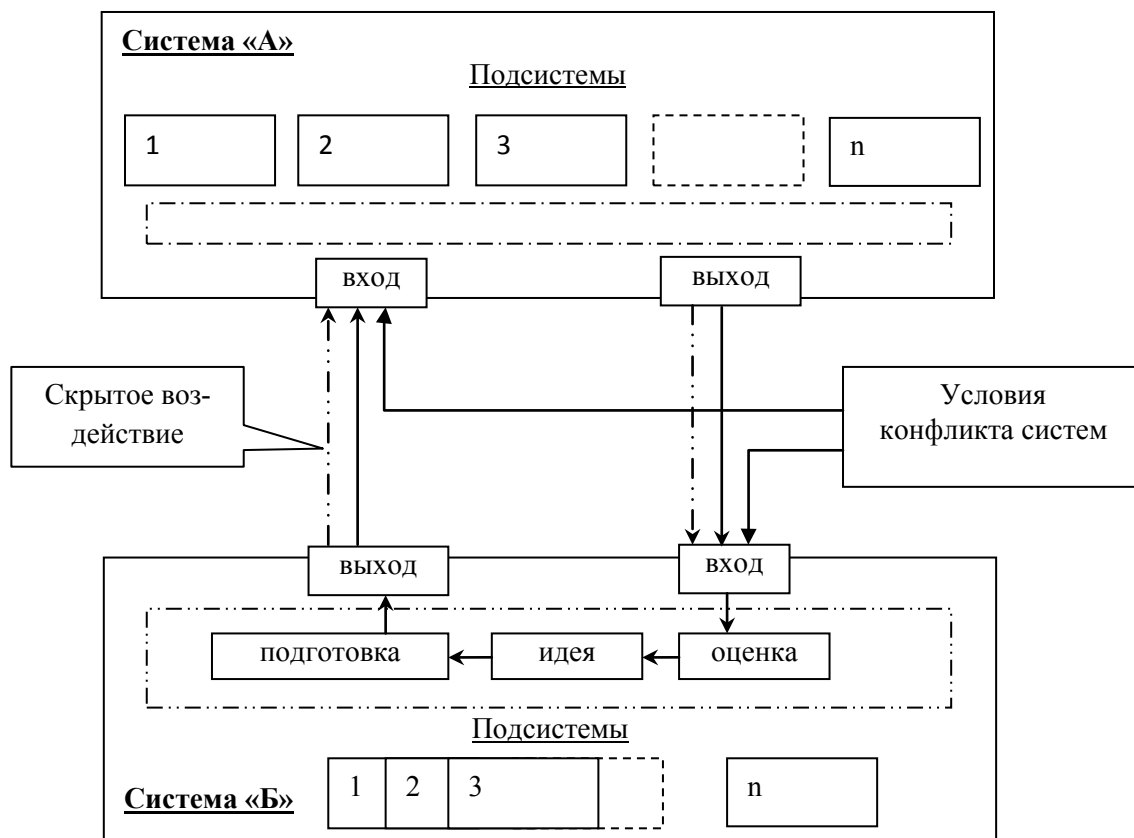 Система «А»
Подсистемы
1 2 3 n
вход выход
Скрытое воз-
действие
Условия
конфликта систем
выход вход
подготовка идея оценка
Подсистемы
1 2 3 n
Система «Б»